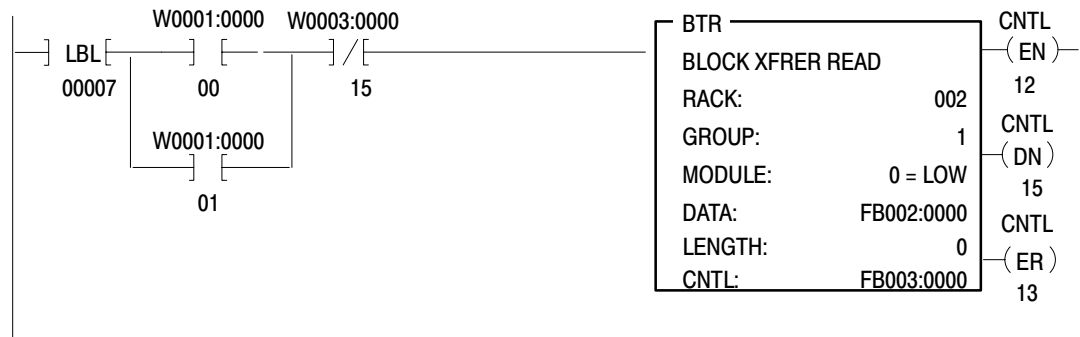 W0001:0000 W0003:0000 BTR CNTL
LBL EN
BLOCK XFRER READ
00007 00 15 12
RACK: 002
CNTL
GROUP: 1
W0001:0000 DN
MODULE: 0 = LOW
01 15
DATA: FB002:0000
CNTL
LENGTH: 0
ER
CNTL: FB003:0000
13